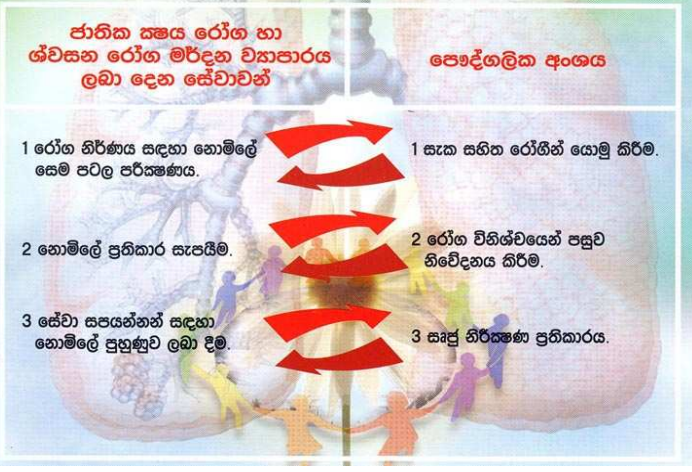 ජාතික ක්ෂය රෝග හා
ශ්වසන රෝග මර්දන ව්‍යාපාරය
ලබා දෙන සේවාවන්
පෞද්ගලික අංශය
1 රෝග නිර්ණය සඳහා නොමිලේ
සෙම පටල පරීක්ෂණය.
1 සැක සහිත රෝගීන් යොමු කිරීම.
2 නොමිලේ ප්‍රතිකාර සැපයීම.
2 රෝග විනිශ්චයෙන් පසුව
නිවේදනය කිරීම.
3 සේවා සපයන්නන් සඳහා
නොමිලේ පුහුණුව ලබා දීම.
3 සෘජු නිරීක්ෂණ ප්‍රතිකාරය.